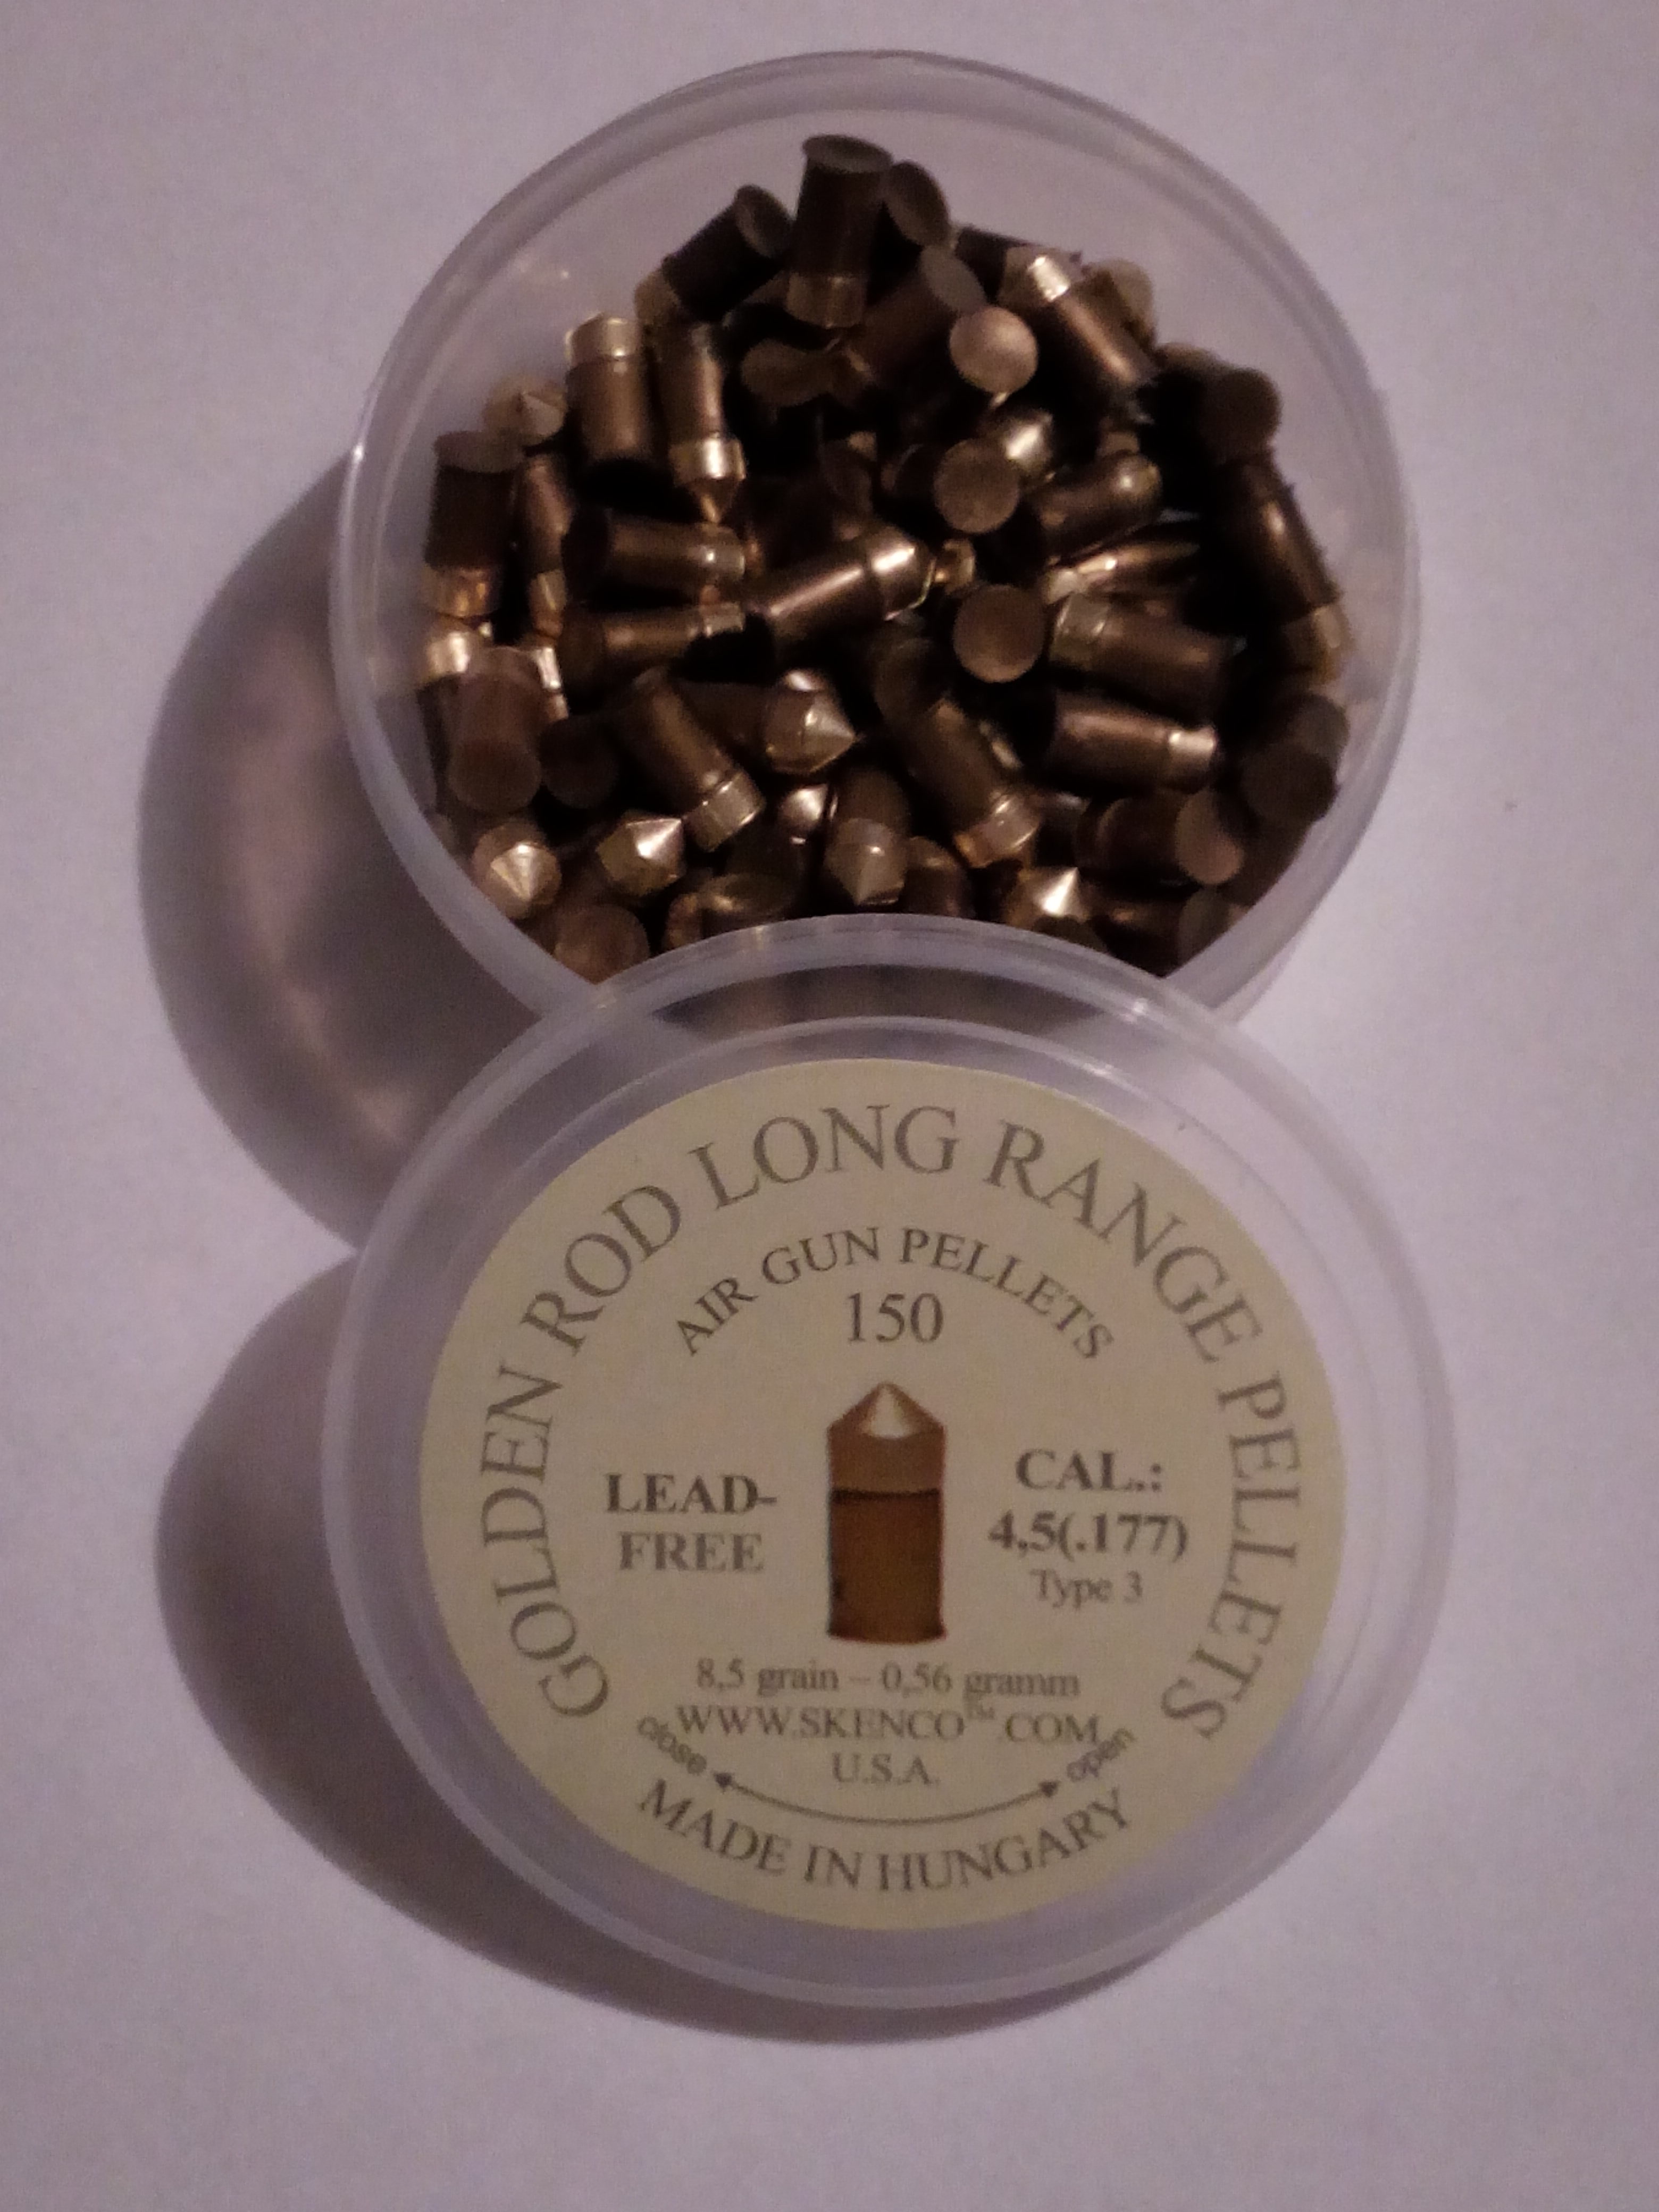 GOLDEN ROD LONG RANGE PELLETS
AIR GUN PELLETS
150
LEAD-
FREE
CAL.:
4,5(.177)
Type 3
8,5 grain – 0,56 gramm
WWW.SKENCO™.COM
U.S.A.
close open
MADE IN HUNGARY